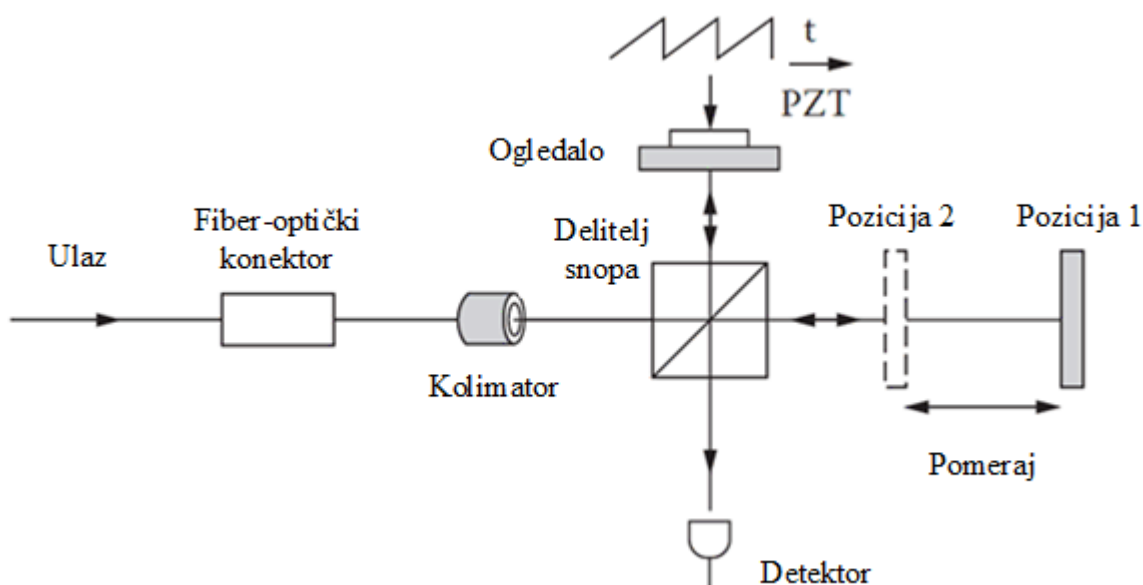 t
PZT
Ogledalo
Fiber-optički
konektor
Ulaz
Delitelj
snopa
Pozicija 2
Pozicija 1
Kolimator
Pomeraj
Detektor